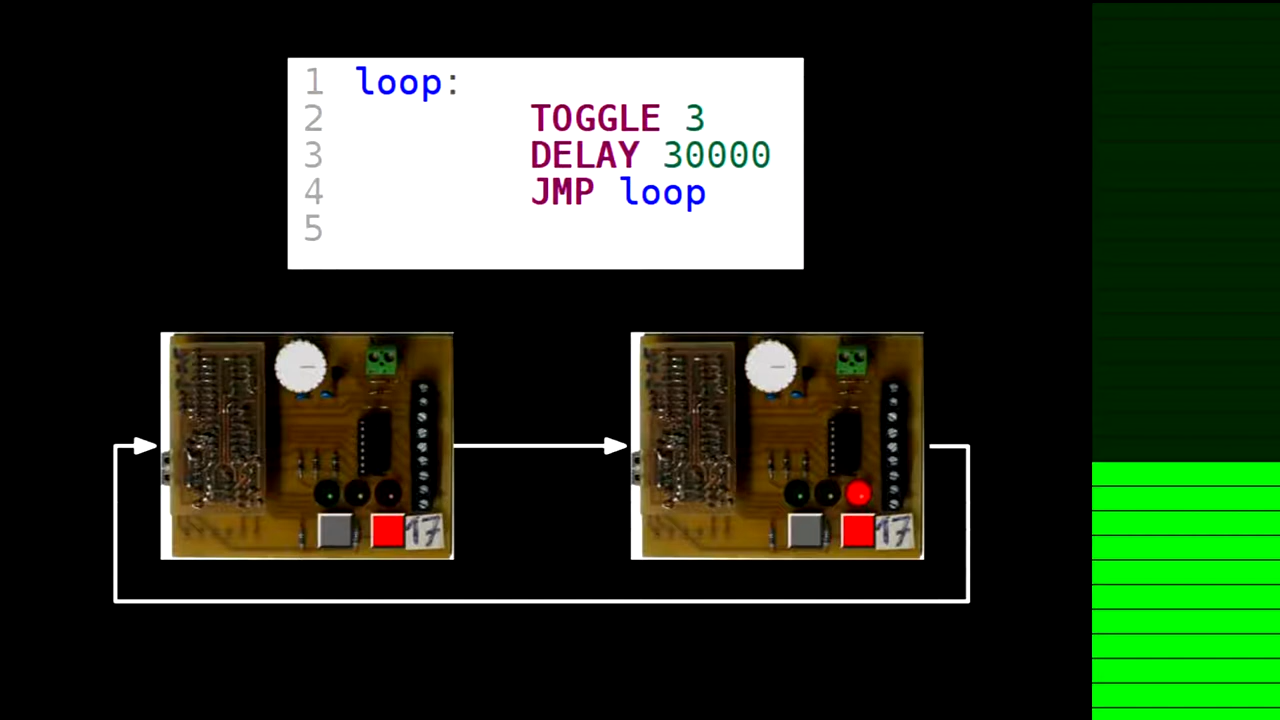 1 loop:
2 TOGGLE 3
3 DELAY 30000
4 JMP loop
5
17 17